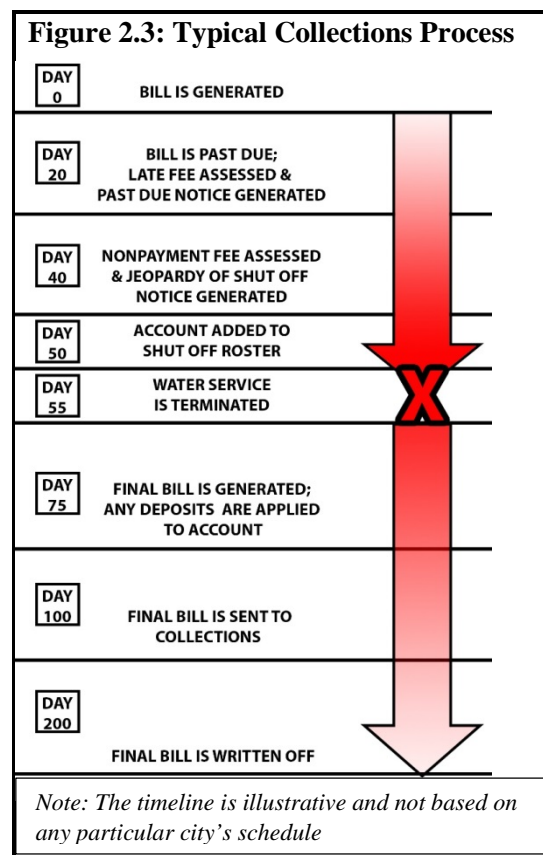 Figure 2.3: Typical Collections Process
DAY
0
BILL IS GENERATED
DAY
20
BILL IS PAST DUE;
LATE FEE ASSESSED &
PAST DUE NOTICE GENERATED
DAY
40
NONPAYMENT FEE ASSESSED
& JEOPARDY OF SHUT OFF
NOTICE GENERATED
DAY
50
ACCOUNT ADDED TO
SHUT OFF ROSTER
DAY
55
WATER SERVICE
IS TERMINATED
X
DAY
75
FINAL BILL IS GENERATED;
ANY DEPOSITS ARE APPLIED
TO ACCOUNT
DAY
100
FINAL BILL IS SENT TO
COLLECTIONS
DAY
200
FINAL BILL IS WRITTEN OFF
Note: The timeline is illustrative and not based on
any particular city's schedule